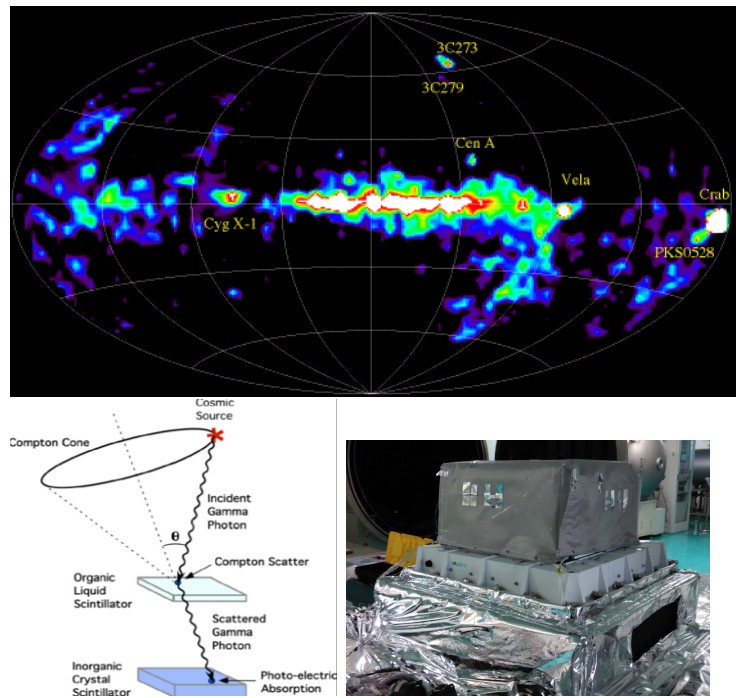 3C273
3C279
Cen A
Vela
Crab
Cyg X-1
PKS0528
Cosmic
Source
Compton Cone
Incident
Gamma
Photon
θ
Compton Scatter
Organic
Liquid
Scintillator
Scattered
Gamma
Photon
Inorganic
Crystal
Scintillator
Photo-electric
Absorption